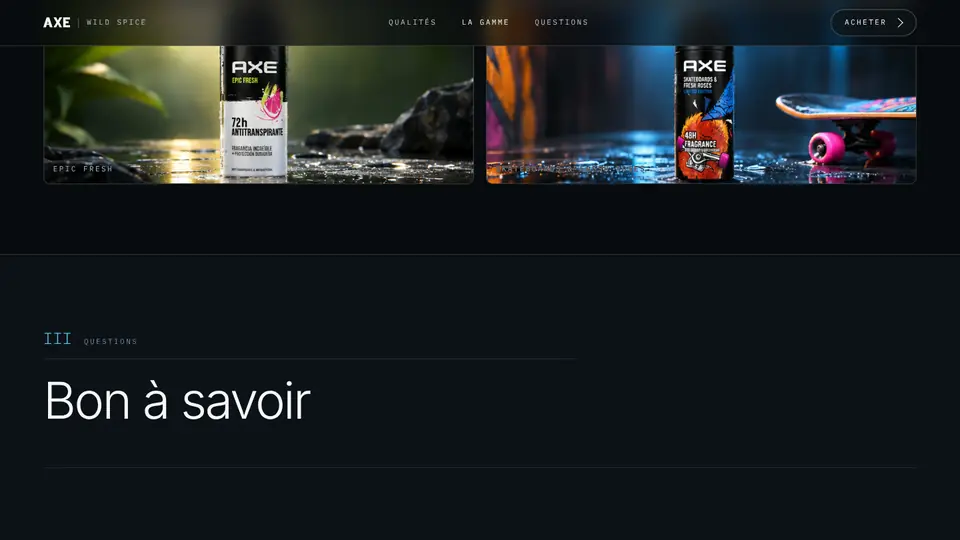 AXE | WILD SPICE
QUALITÉS
LA GAMME
QUESTIONS
ACHETER
AXE
EPIC FRESH
72h
ANTITRANSPIRANTE
EPIC FRESH
AXE
SKATEBOARDS &
FRESH ROSES
48H
FRAGRANCE
III QUESTIONS
Bon à savoir